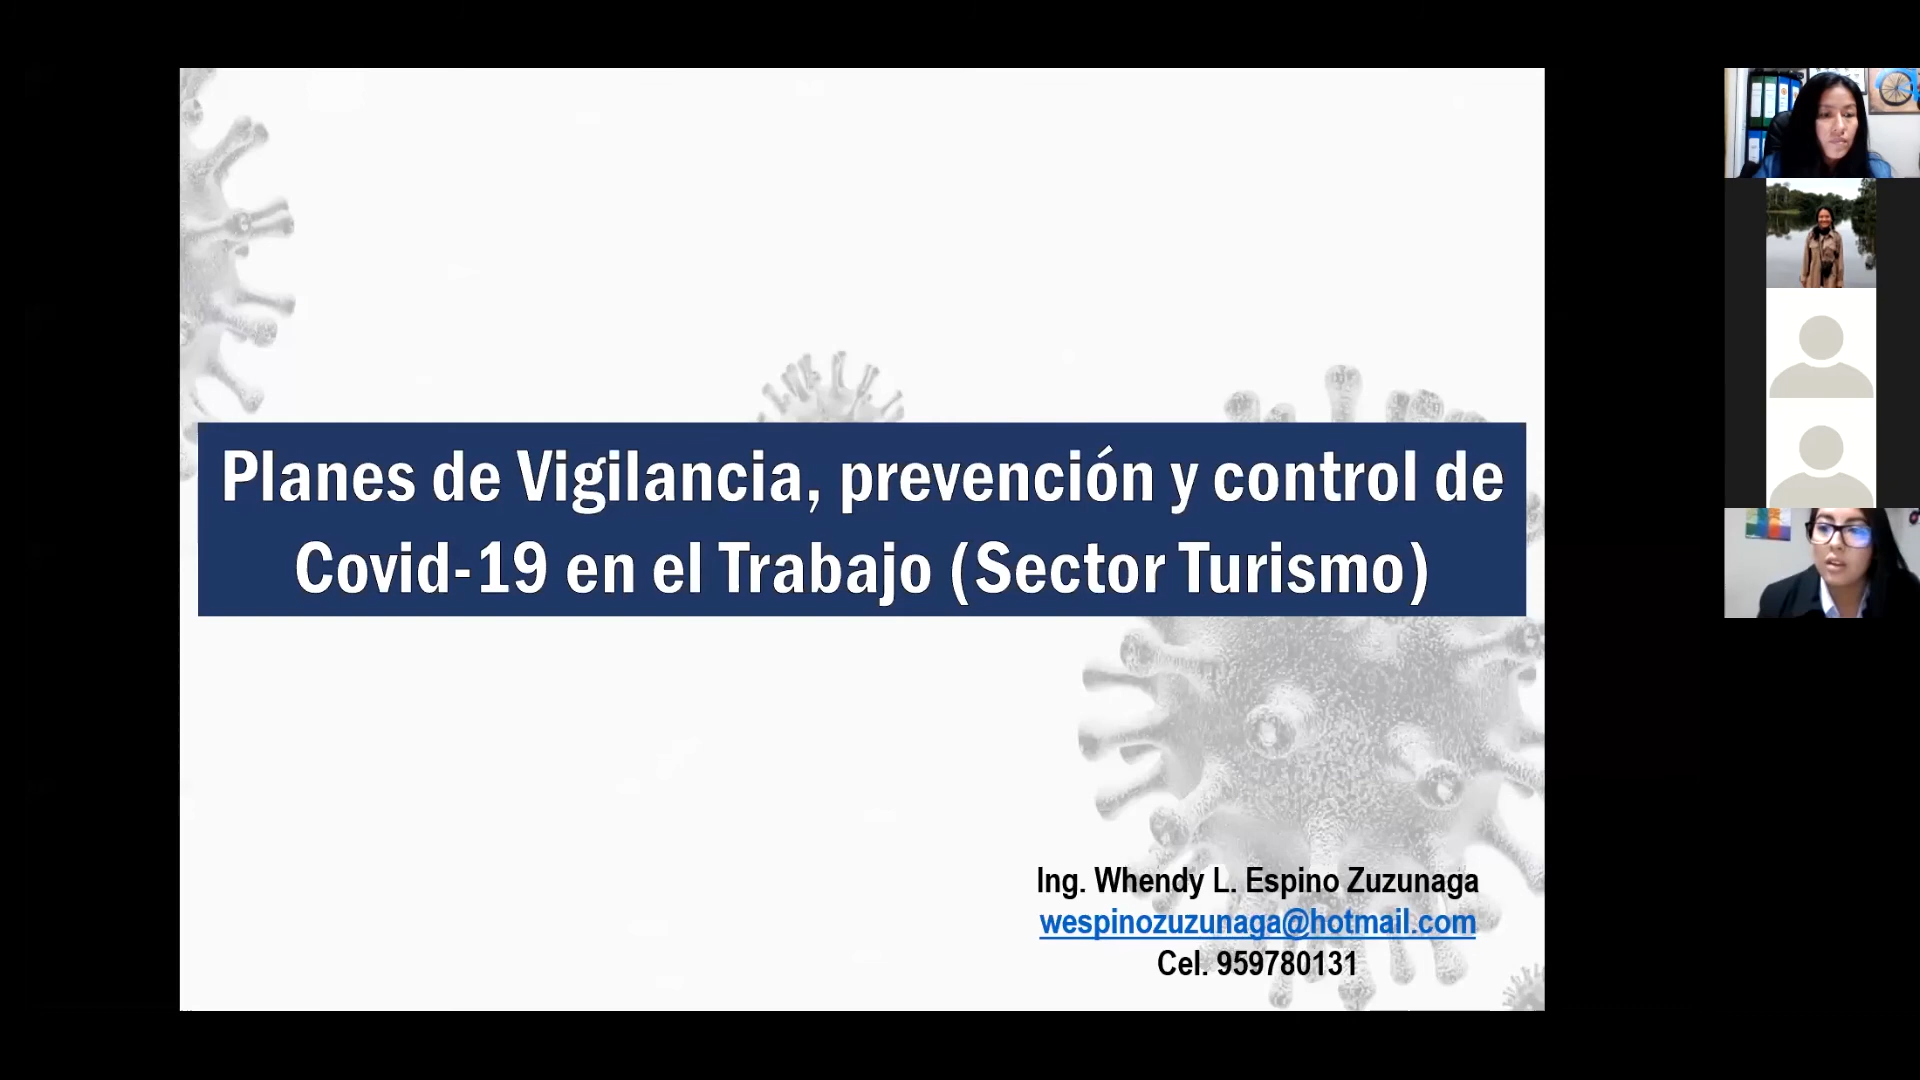 Planes de Vigilancia, prevención y control de
Covid-19 en el Trabajo (Sector Turismo)
Ing. Whendy L. Espino Zuzunaga
wespinozuzunaga@hotmail.com
Cel. 959780131